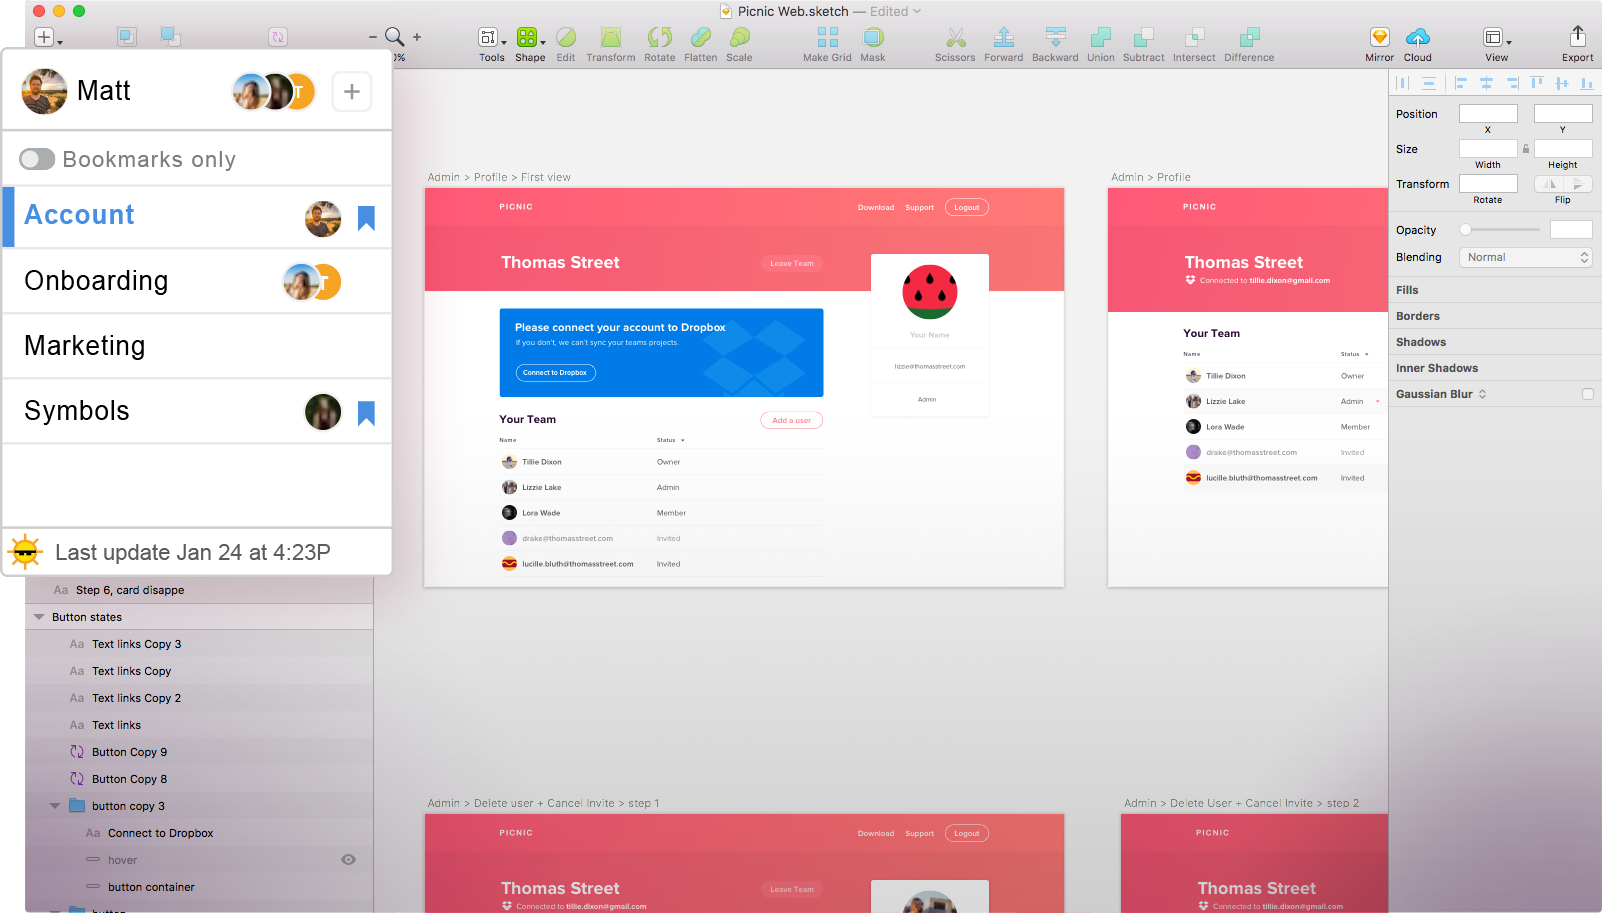 Picnic Web.sketch — Edited
0%
Tools
Shape
Edit
Transform
Rotate
Flatten
Scale
Make Grid
Mask
Scissors
Forward
Backward
Union
Subtract
Intersect
Difference
Mirror
Cloud
View
Export
Matt
T
Bookmarks only
Account
Onboarding
Marketing
Symbols
Last update Jan 24 at 4:23P
Aa Step 6, card disappe
Button states
Aa Text links Copy 3
Aa Text links Copy
Aa Text links Copy 2
Aa Text links
Button Copy 9
Button Copy 8
button copy 3
Aa Connect to Dropbox
hover
button container
button
Admin > Profile > First view
PICNIC
Download Support Logout
Thomas Street
Leave Team
Please connect your account to Dropbox
If you don't, we can't sync your teams projects.
Connect to Dropbox
Your Name
lizzie@thomasstreet.com
Admin
Your Team
Add a user
Name Status
Tillie Dixon Owner
Lizzie Lake Admin
Lora Wade Member
drake@thomasstreet.com Invited
lucille.bluth@thomasstreet.com Invited
Admin > Profile
PICNIC
Thomas Street
Connected to tillie.dixon@gmail.com
Your Team
Name Status
Tillie Dixon Owner
Lizzie Lake Admin
Lora Wade Member
drake@thomasstreet.com Invited
lucille.bluth@thomasstreet.com Invited
Admin > Delete user + Cancel Invite > step 1
PICNIC
Download Support Logout
Thomas Street
Leave Team
Connected to tillie.dixon@gmail.com
Admin > Delete User + Cancel Invite > step 2
PICNIC
Thomas Street
Connected to tillie.dixon@gmail.com
Position
X Y
Size
Width Height
Transform
Rotate Flip
Opacity
Blending Normal
Fills
Borders
Shadows
Inner Shadows
Gaussian Blur